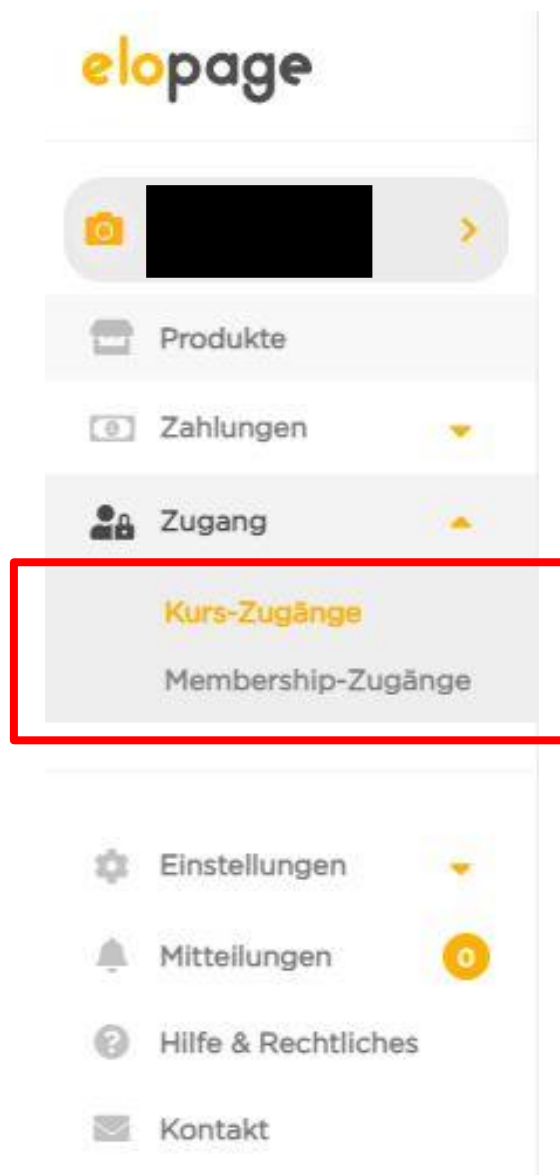 elopage
Produkte
Zahlungen
Zugang
Kurs-Zugänge
Membership-Zugänge
Einstellungen
Mitteilungen
0
Hilfe & Rechtliches
Kontakt